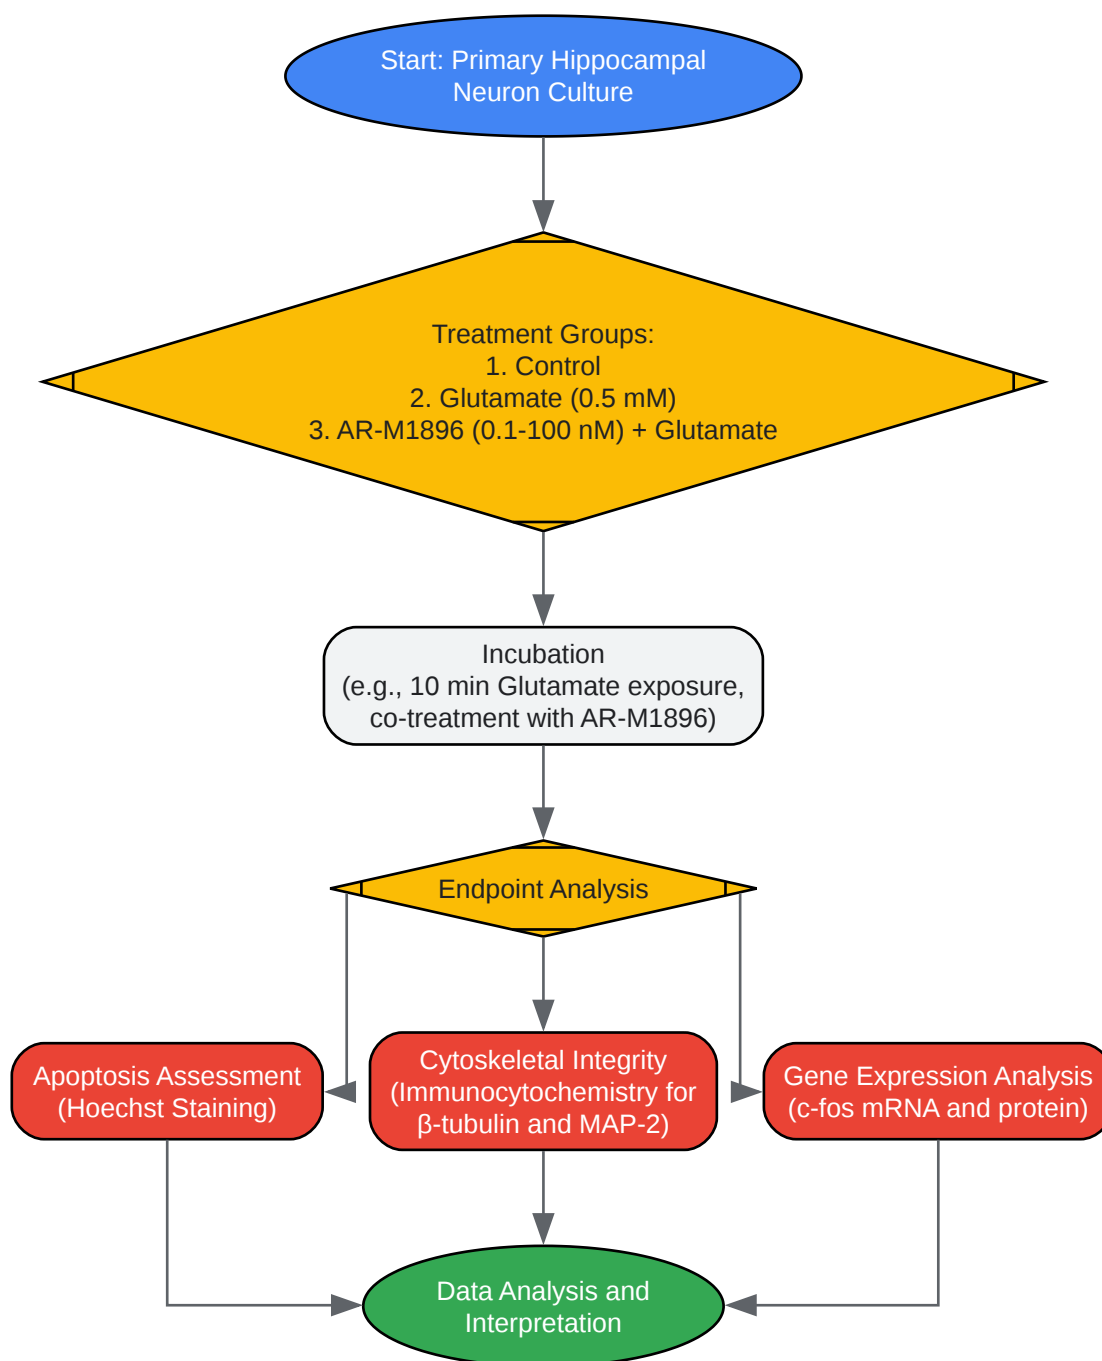 Start: Primary Hippocampal
Neuron Culture
Treatment Groups:
1. Control
2. Glutamate (0.5 mM)
3. AR-M1896 (0.1-100 nM) + Glutamate
Incubation
(e.g., 10 min Glutamate exposure,
co-treatment with AR-M1896)
Endpoint Analysis
Apoptosis Assessment
(Hoechst Staining)
Cytoskeletal Integrity
(Immunocytochemistry for
β-tubulin and MAP-2)
Gene Expression Analysis
(c-fos mRNA and protein)
Data Analysis and
Interpretation